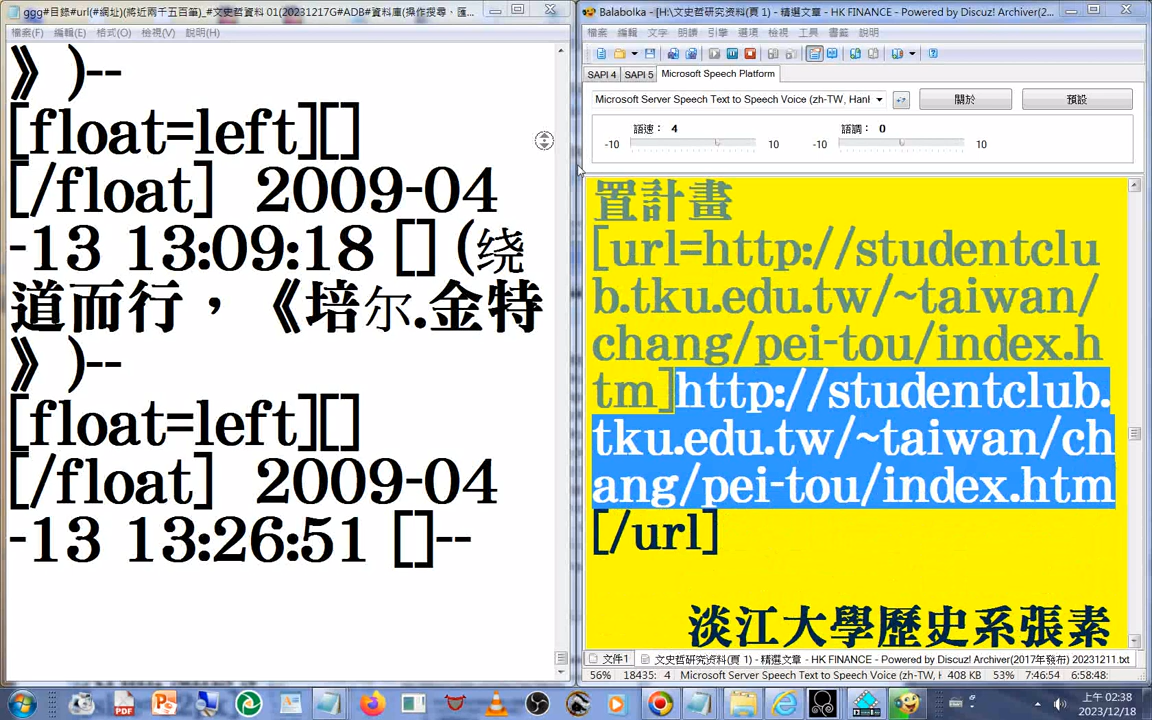 ggg#目錄#url(#網址)(將近兩千五百筆)_#文史哲資料 01(20231217G#ADB#資料庫(操作搜尋、匯...
檔案(F) 編輯(E) 格式(O) 檢視(V) 說明(H)
》)--
[float=left][]
[/float] 2009-04
-13 13:09:18 [] (绕
道而行，《培尔.金特
》)--
[float=left][]
[/float] 2009-04
-13 13:26:51 []--
Balabolka - [H:\文史哲研究资料(頁 1) - 精選文章 - HK FINANCE - Powered by Discuz! Archiver(2...
檔案 編輯 文字 朗讀 引擎 選項 檢視 工具 書籤 說明
SAPI 4 SAPI 5 Microsoft Speech Platform
Microsoft Server Speech Text to Speech Voice (zh-TW, Hanl 關於 預設
語速： 4 語調： 0
-10 10 -10 10
置計畫
[url=http://studentclu
b.tku.edu.tw/~taiwan/
chang/pei-tou/index.h
tm]http://studentclub.
tku.edu.tw/~taiwan/ch
ang/pei-tou/index.htm
[/url]
淡江大學歷史系張素
文件1 文史哲研究资料(頁 1) - 精選文章 - HK FINANCE - Powered by Discuz! Archiver(2017年發布) 20231211.txt
56% 18435: 4 Microsoft Server Speech Text to Speech Voice (zh-TW, H 408 KB 53% 7:46:54 6:58:48:
上午 02:38
2023/12/18